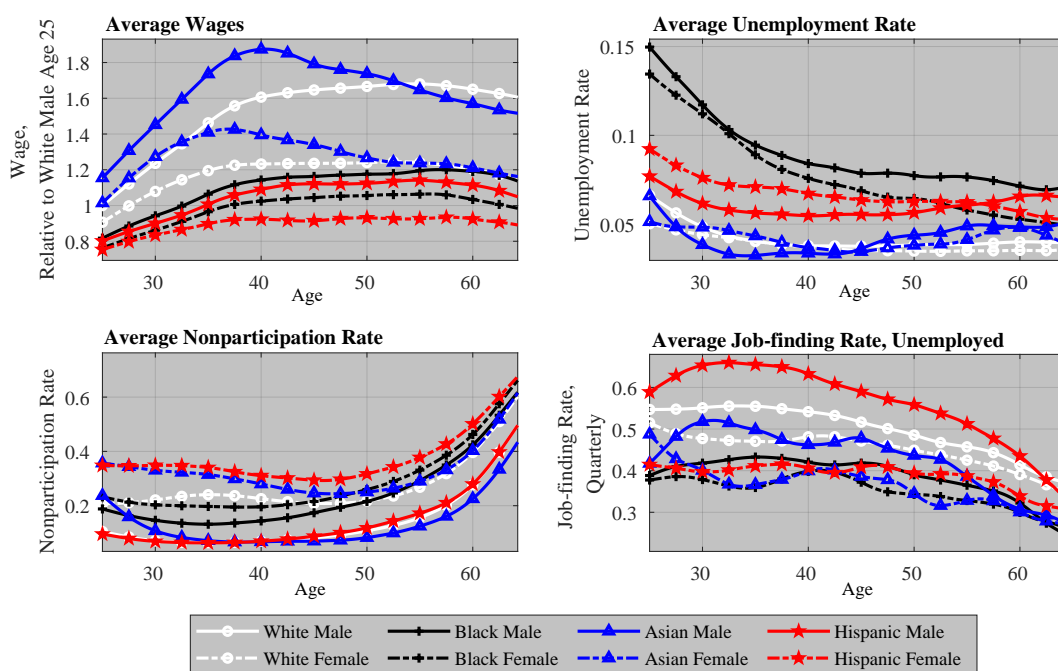 Average Wages
Wage,
Relative to White Male Age 25
1.8
1.6
1.4
1.2
1
0.8
30
40
50
60
Age
Average Unemployment Rate
Unemployment Rate
0.15
0.1
0.05
30
40
50
60
Age
Average Nonparticipation Rate
Nonparticipation Rate
0.6
0.4
0.2
30
40
50
60
Age
Average Job-finding Rate, Unemployed
Job-finding Rate,
Quarterly
0.6
0.5
0.4
0.3
30
40
50
60
Age
White Male
Black Male
Asian Male
Hispanic Male
White Female
Black Female
Asian Female
Hispanic Female